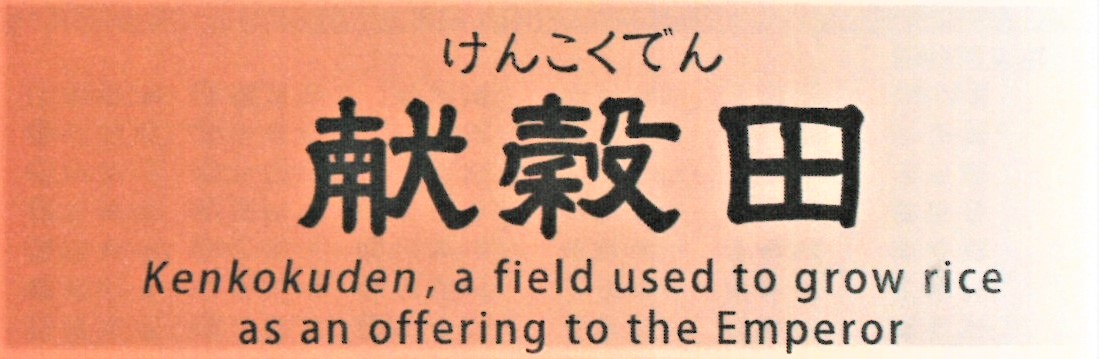 けんこくでん
献穀田
Kenkokuden, a field used to grow rice
as an offering to the Emperor